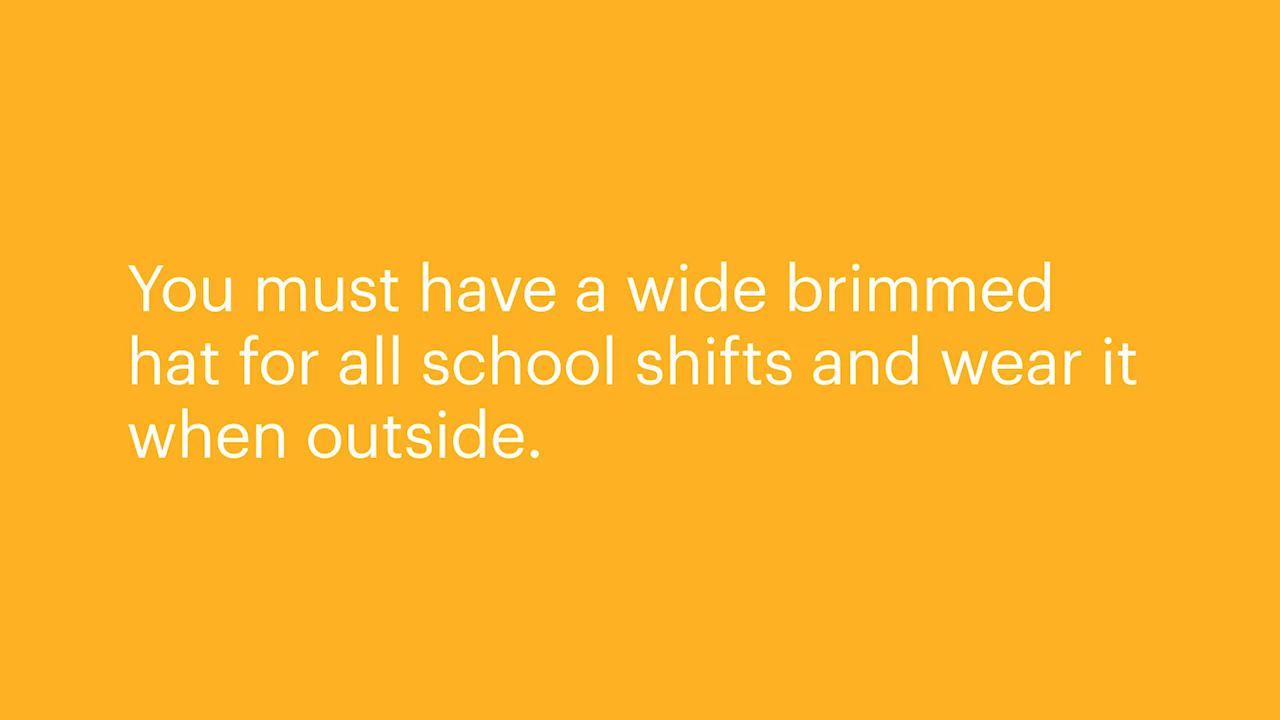 You must have a wide brimmed
hat for all school shifts and wear it
when outside.